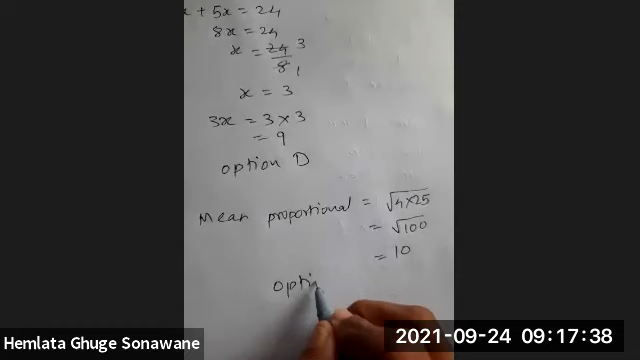 x + 5x = 24
8x = 24
x = 24/8 3 1
x = 3
3x = 3 × 3
= 9
option D
Mean proportional = √4×25
= √100
= 10
opti
Hemlata Ghuge Sonawane
2021-09-24 09:17:38